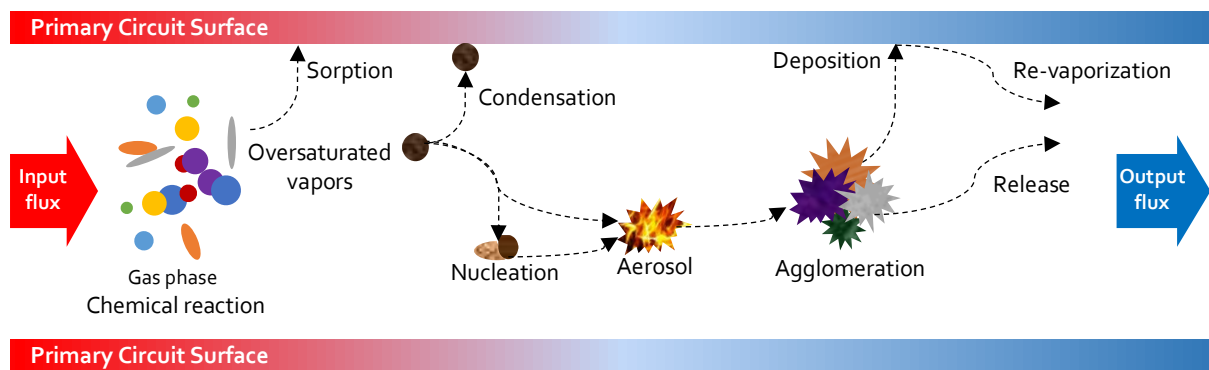 Primary Circuit Surface
Sorption
Condensation
Deposition
Re-vaporization
Input
flux
Oversaturated
vapors
Release
Output
flux
Nucleation
Aerosol
Agglomeration
Gas phase
Chemical reaction
Primary Circuit Surface